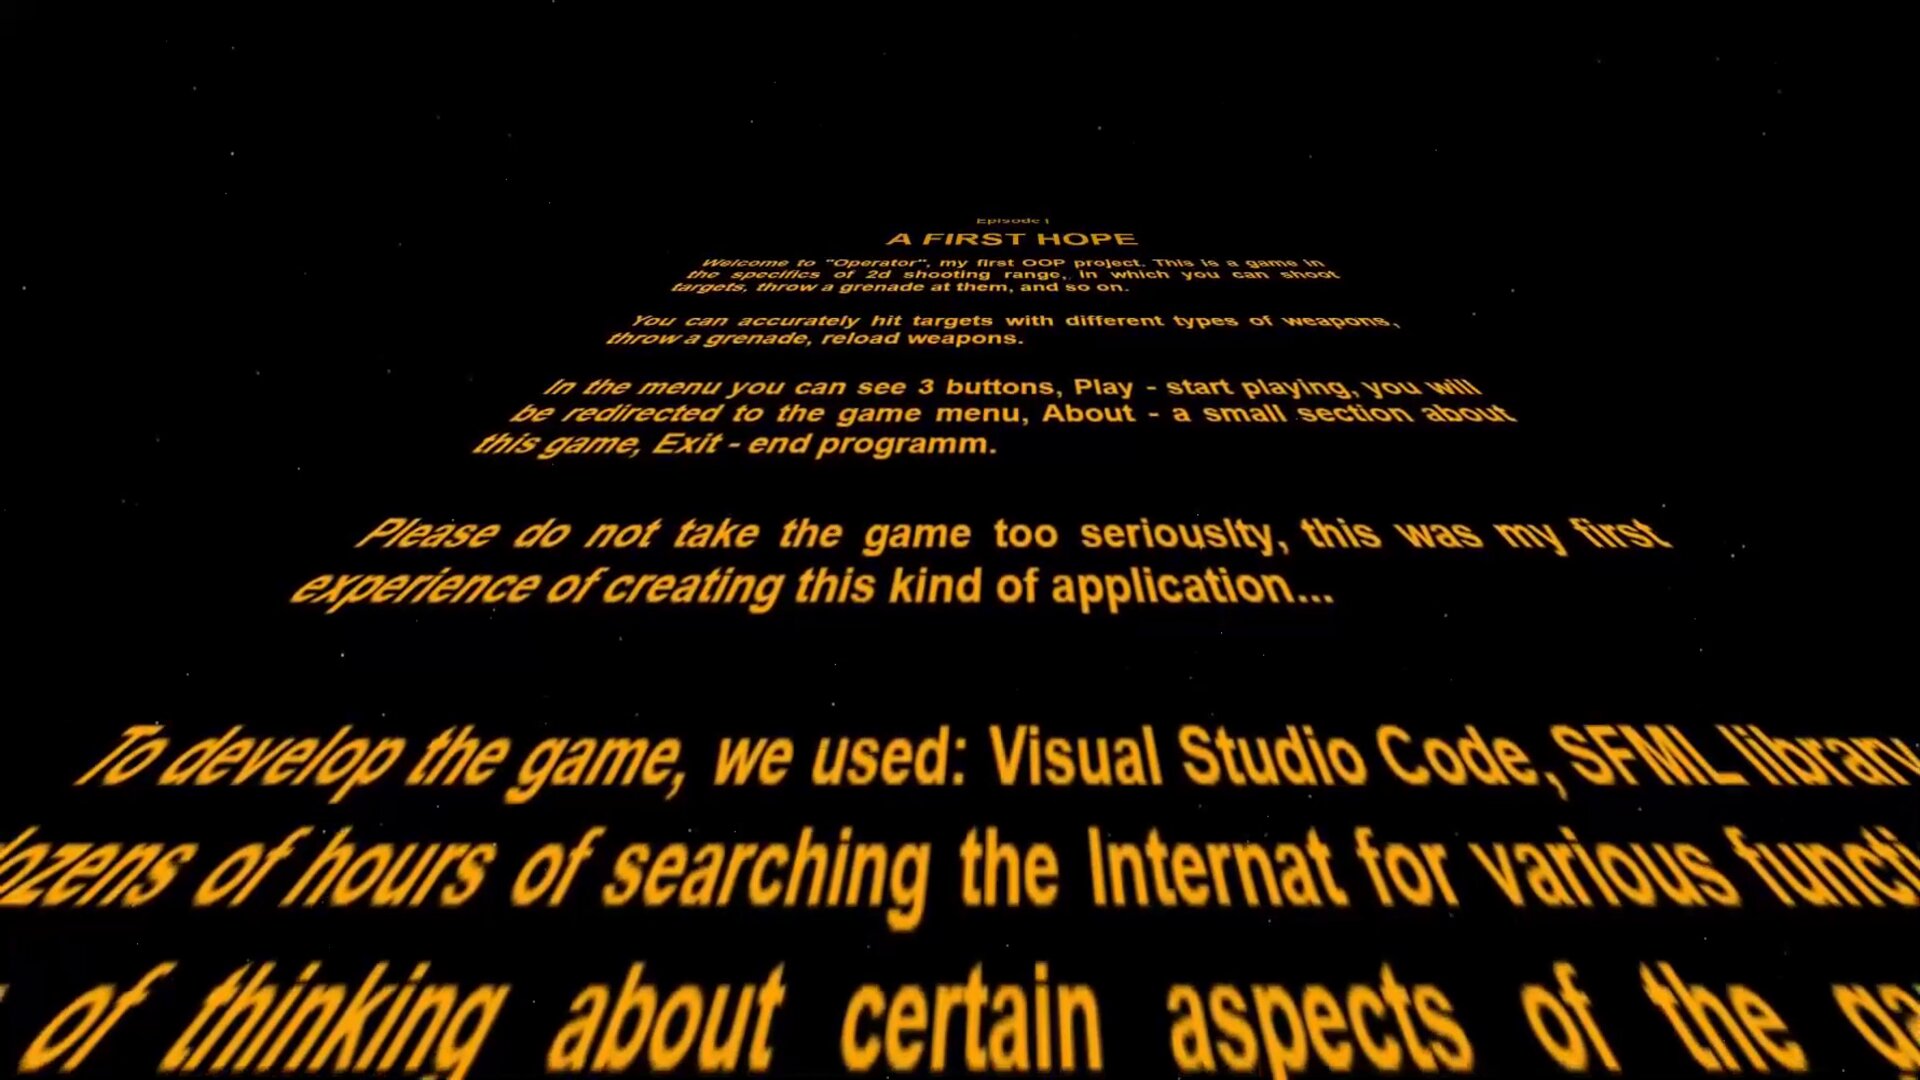 Episode I
A FIRST HOPE
Welcome to "Operator", my first OOP project. This is a game in
the specifics of 2d shooting range, in which you can shoot
targets, throw a grenade at them, and so on.
You can accurately hit targets with different types of weapons,
throw a grenade, reload weapons.
In the menu you can see 3 buttons, Play - start playing, you will
be redirected to the game menu, About - a small section about
this game, Exit - end programm.
Please do not take the game too seriouslty, this was my first
experience of creating this kind of application...
To develop the game, we used: Visual Studio Code, SFML library
of hours of searching the Internat for various
of thinking about certain aspects of the